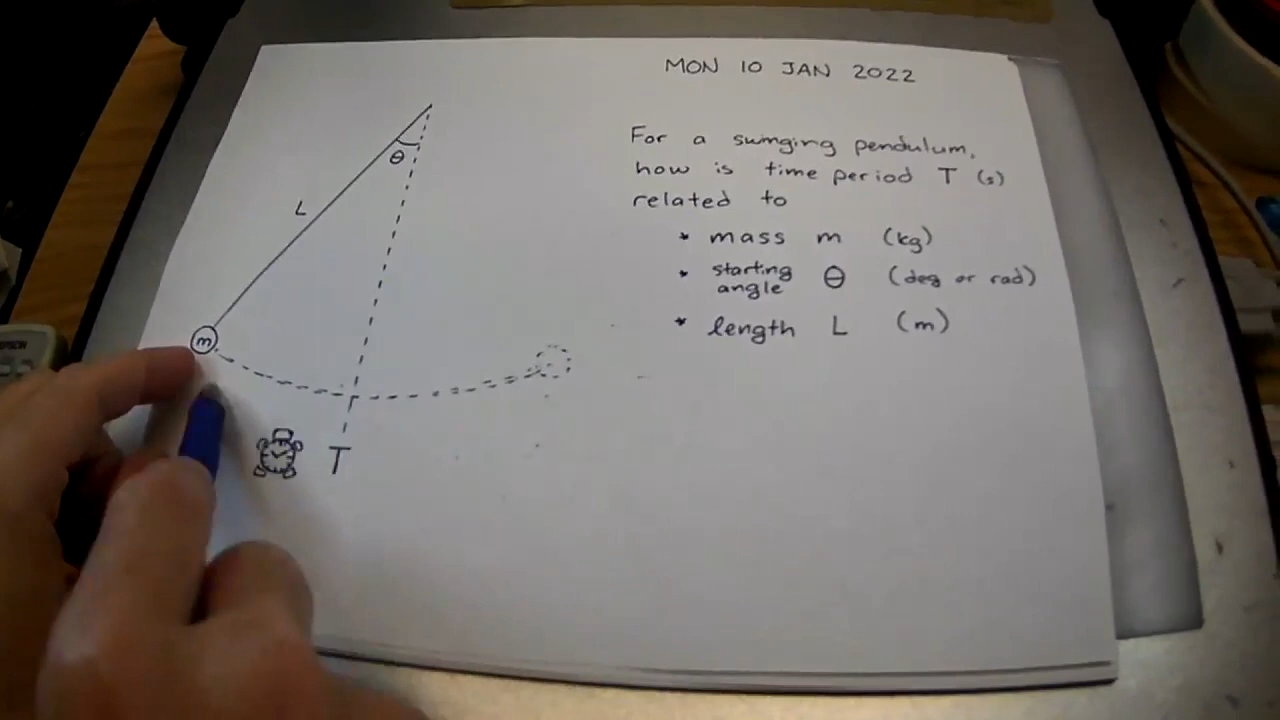 MON 10 JAN 2022
For a swinging pendulum,
how is time period T (s)
related to
* mass m (kg)
* starting angle θ (deg or rad)
* length L (m)
θ
L
m
T
EPSON